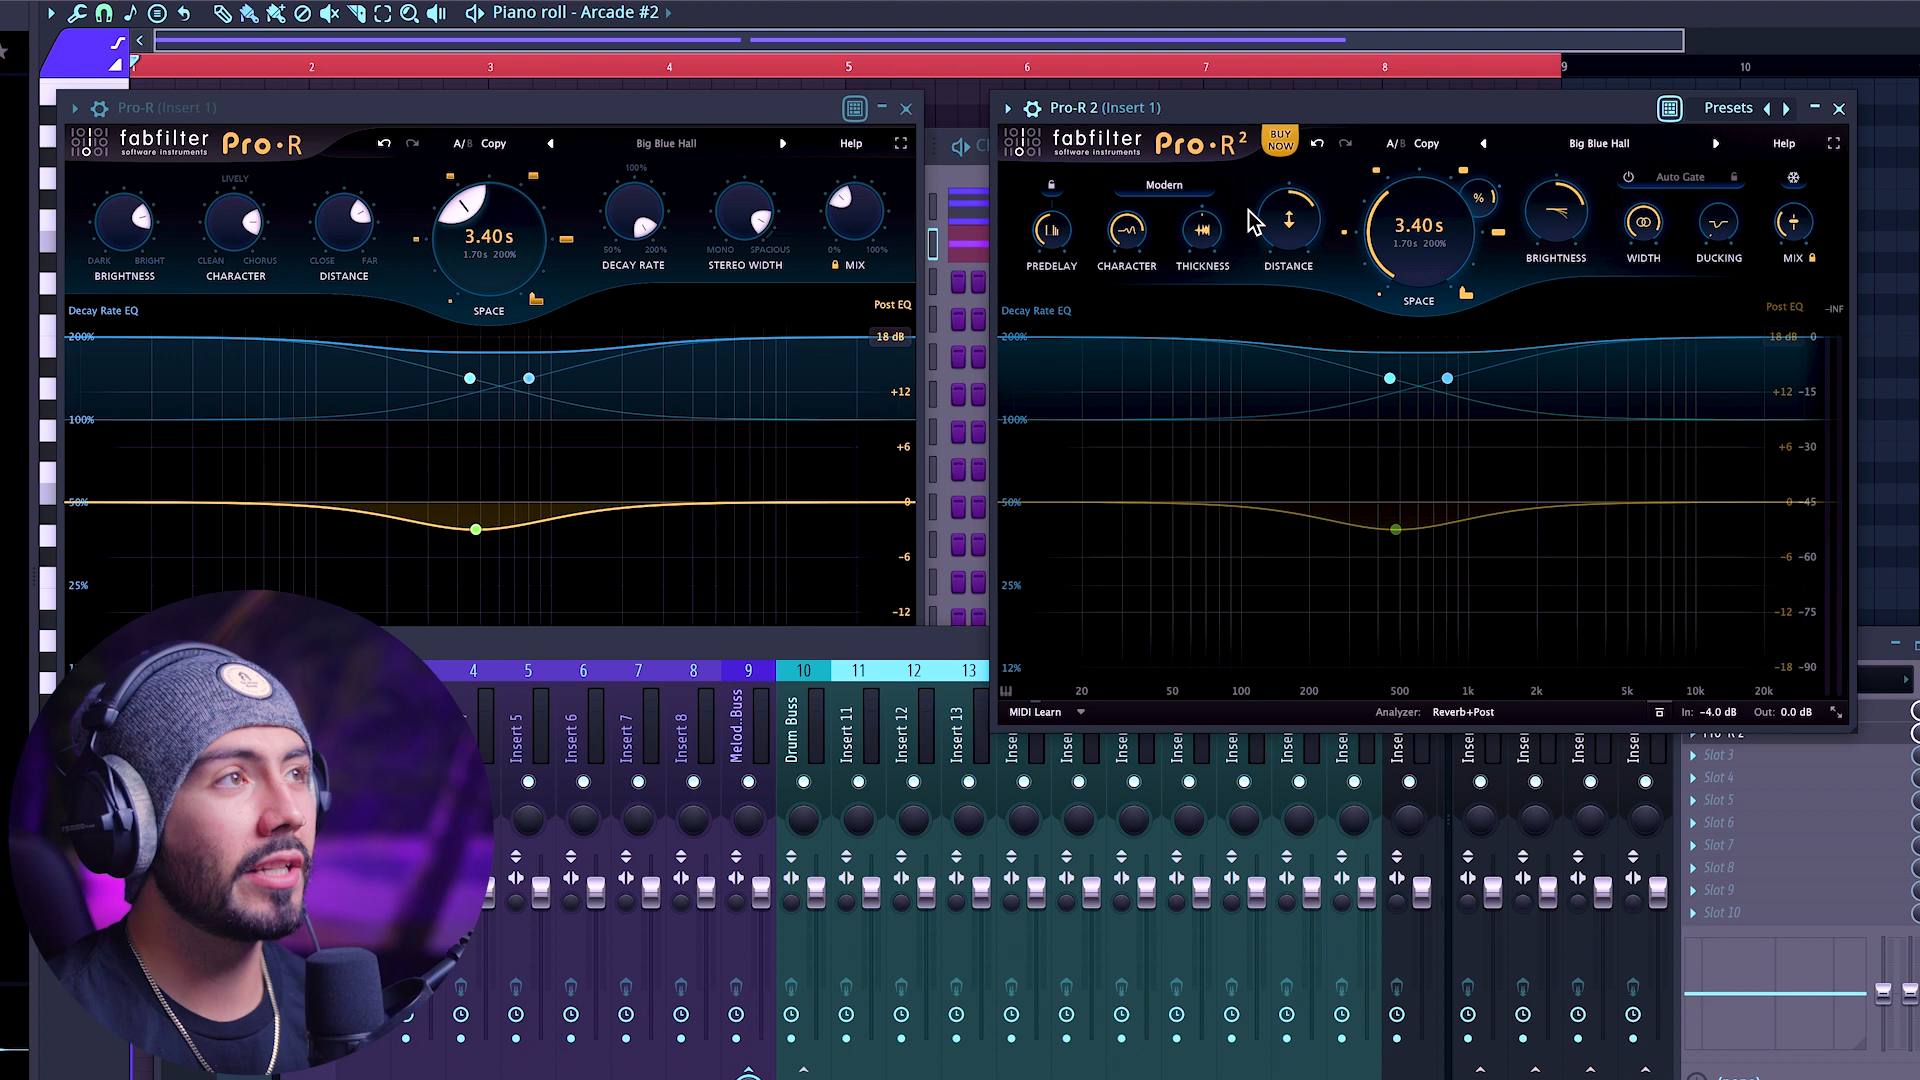 Piano roll - Arcade #2
2 3 4 5 6 7 8 9 10
Pro-R (Insert 1)
fabfilter
software instruments
Pro·R
A/B Copy
Big Blue Hall
Help
LIVELY
100%
DARK BRIGHT
BRIGHTNESS
CLEAN CHORUS
CHARACTER
CLOSE FAR
DISTANCE
3.40 s
1.70s 200%
SPACE
50% 200%
DECAY RATE
MONO SPACIOUS
STEREO WIDTH
0% 100%
MIX
Decay Rate EQ
Post EQ
200%
18 dB
+12
100%
+6
50%
0
-6
25%
-12
Pro-R 2 (Insert 1)
Presets
fabfilter
software instruments
Pro·R 2
BUY NOW
A/B Copy
Big Blue Hall
Help
Modern
Auto Gate
%
3.40 s
1.70s 200%
PREDELAY
CHARACTER
THICKNESS
DISTANCE
SPACE
BRIGHTNESS
WIDTH
DUCKING
MIX
Decay Rate EQ
Post EQ
-INF
200%
18 dB 0
+12 -15
100%
+6 -30
50%
0 -45
-6 -60
25%
-12 -75
12%
-18 -90
20 50 100 200 500 1k 2k 5k 10k 20k
MIDI Learn
Analyzer: Reverb+Post
In: -4.0 dB
Out: 0.0 dB
4 5 6 7 8 9 10 11 12 13
Insert 5
Insert 6
Insert 7
Insert 8
Melod..Buss
Drum Buss
Insert 11
Insert 12
Insert 13
Slot 3
Slot 4
Slot 5
Slot 6
Slot 7
Slot 8
Slot 9
Slot 10